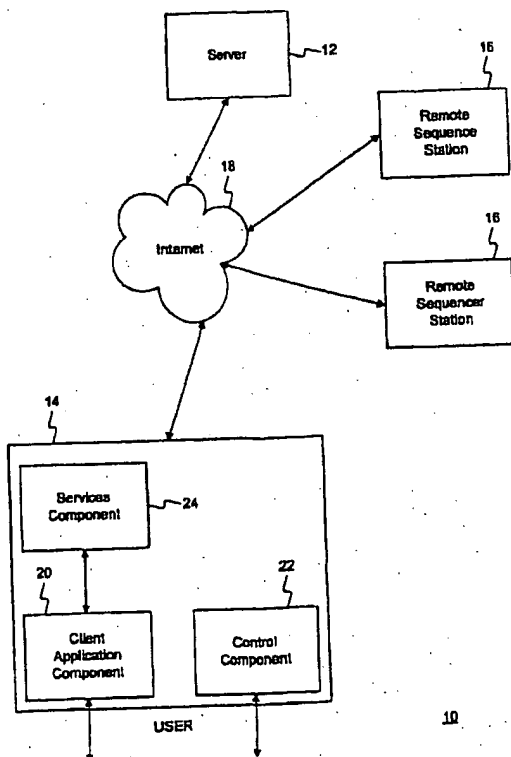 Server
12
16
Remote
Sequence
Station
18
Internet
16
Remote
Sequencer
Station
14
Services
Component
24
20
Client
Application
Component
22
Control
Component
USER
10